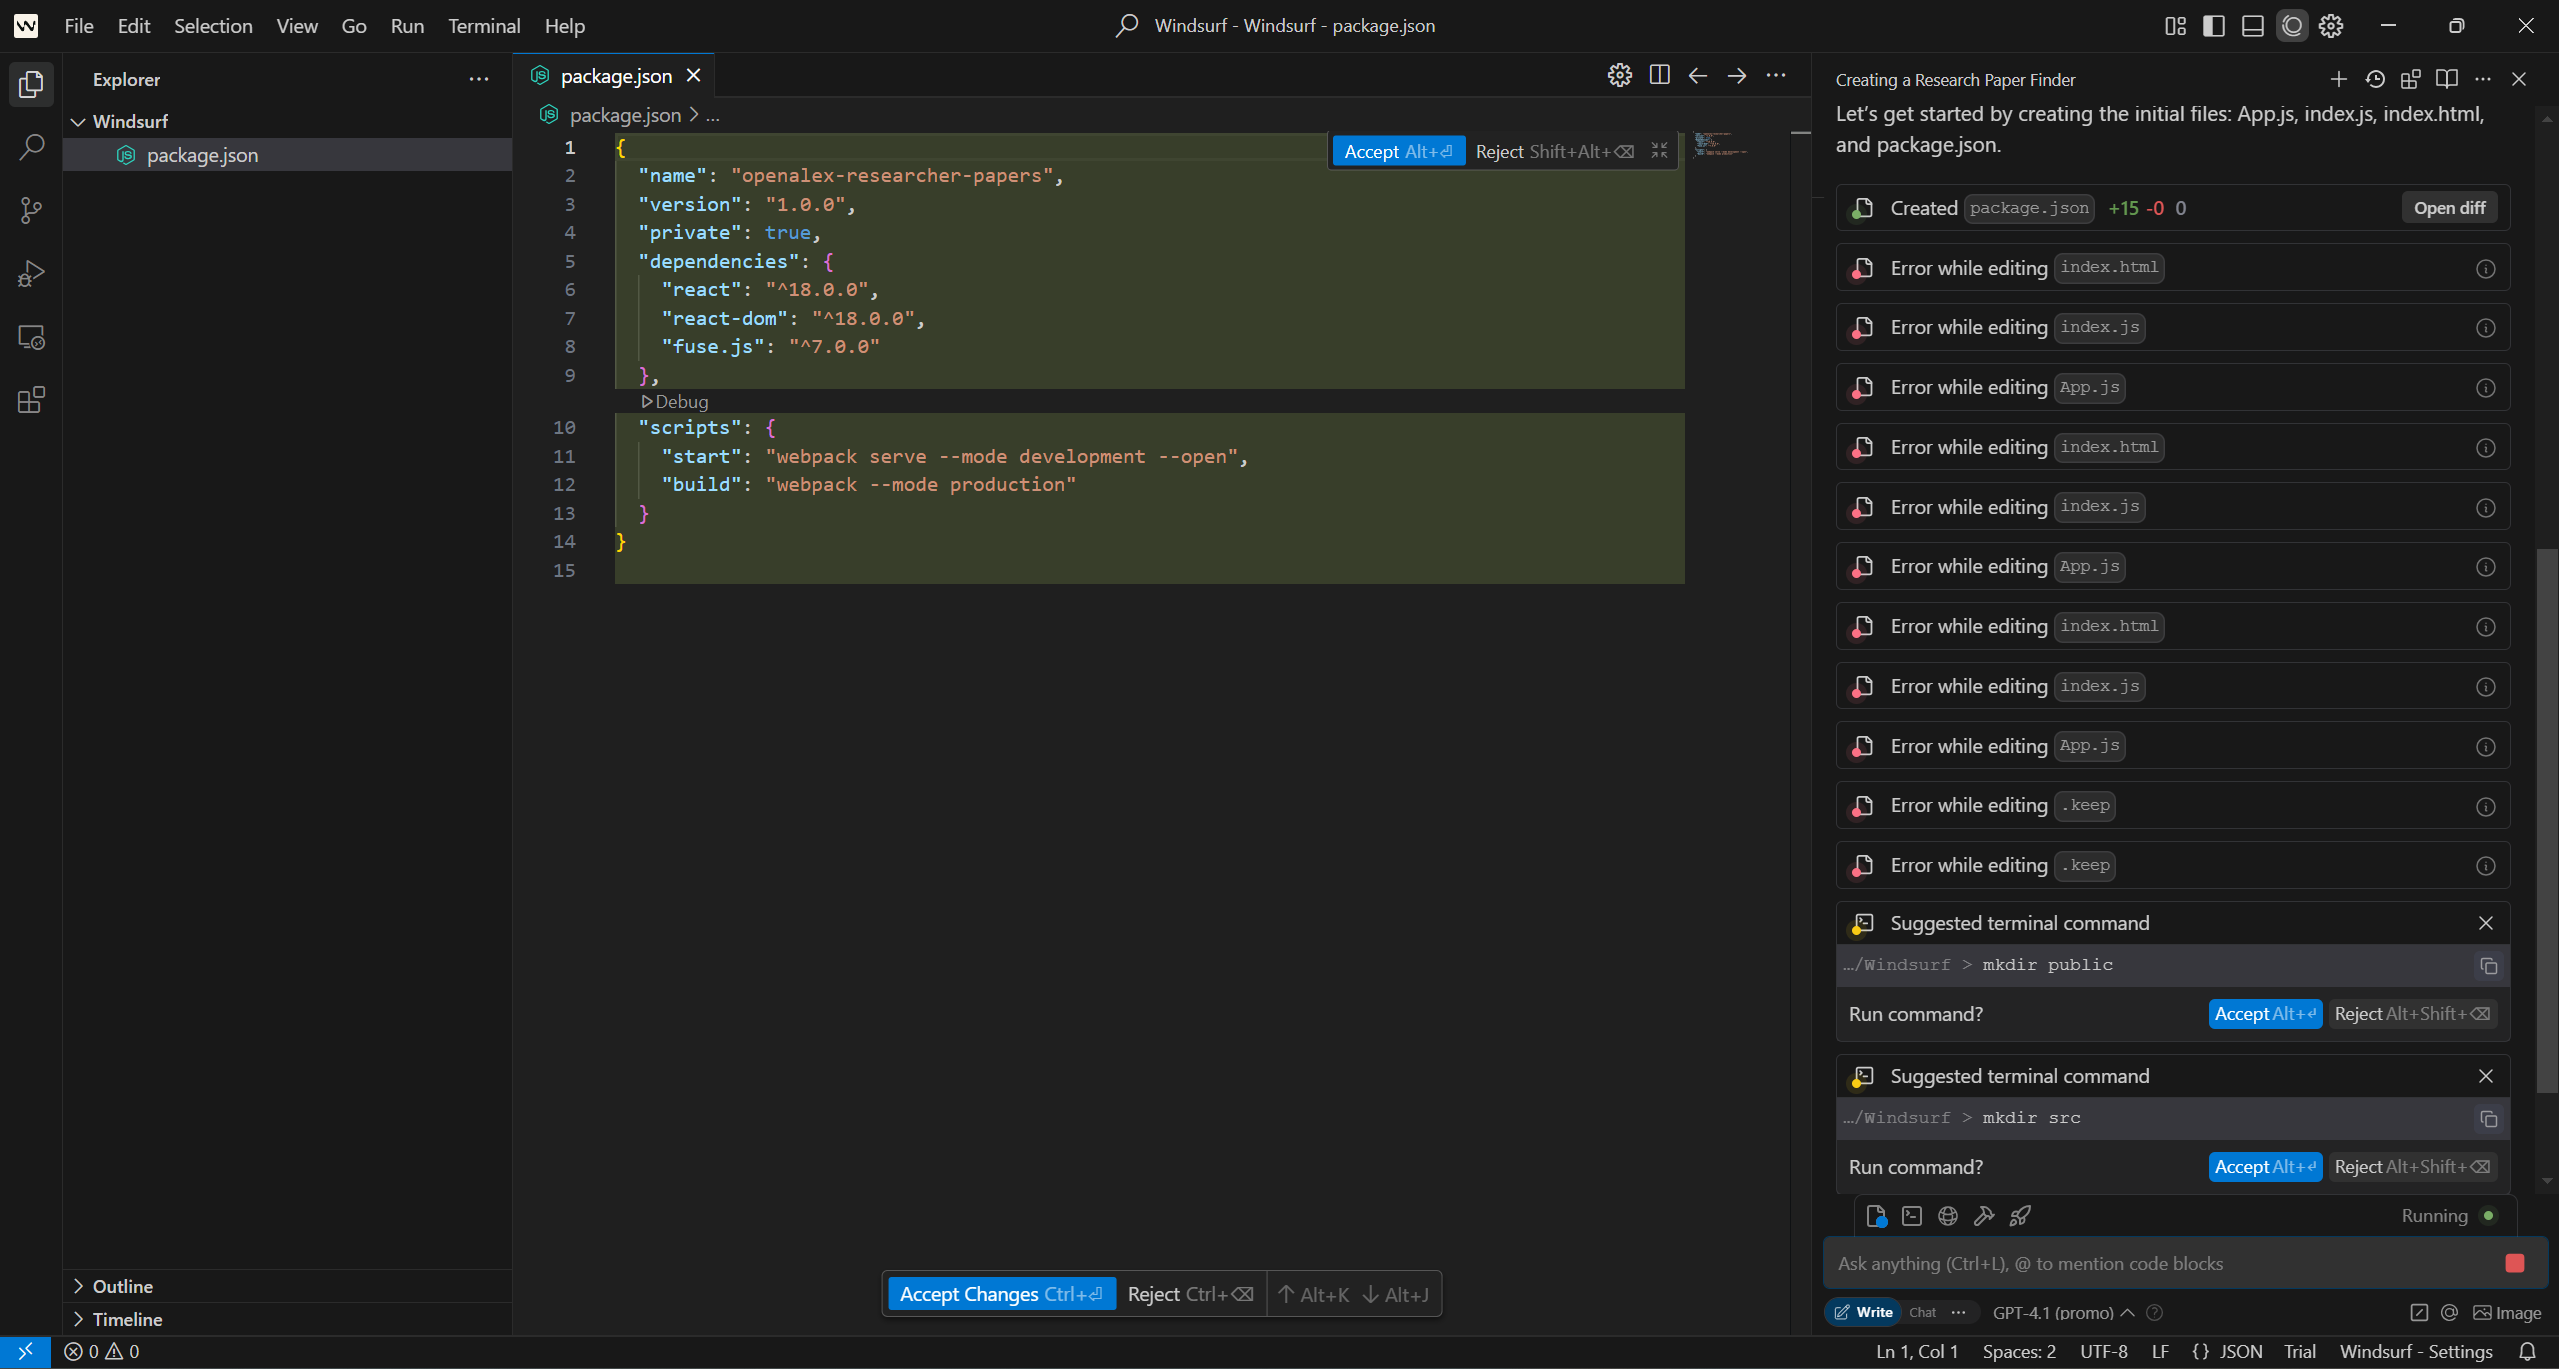 File Edit Selection View Go Run Terminal Help
Windsurf - Windsurf - package.json
Explorer
Windsurf
package.json
Outline
Timeline
package.json
package.json > ...
1 {
2 "name": "openalex-researcher-papers",
3 "version": "1.0.0",
4 "private": true,
5 "dependencies": {
6 "react": "^18.0.0",
7 "react-dom": "^18.0.0",
8 "fuse.js": "^7.0.0"
9 },
Debug
10 "scripts": {
11 "start": "webpack serve --mode development --open",
12 "build": "webpack --mode production"
13 }
14 }
15
Accept Alt+⏎ Reject Shift+Alt+⌫
Accept Changes Ctrl+⏎ Reject Ctrl+⌫ ↑ Alt+K ↓ Alt+J
Creating a Research Paper Finder
Let's get started by creating the initial files: App.js, index.js, index.html,
and package.json.
Created package.json +15 -0 0 Open diff
Error while editing index.html
Error while editing index.js
Error while editing App.js
Error while editing index.html
Error while editing index.js
Error while editing App.js
Error while editing index.html
Error while editing index.js
Error while editing App.js
Error while editing .keep
Error while editing .keep
Suggested terminal command
.../Windsurf > mkdir public
Run command? Accept Alt+⏎ Reject Alt+Shift+⌫
Suggested terminal command
.../Windsurf > mkdir src
Run command? Accept Alt+⏎ Reject Alt+Shift+⌫
Running
Ask anything (Ctrl+L), @ to mention code blocks
Write Chat ... GPT-4.1 (promo) Image
0 0 Ln 1, Col 1 Spaces: 2 UTF-8 LF {} JSON Trial Windsurf - Settings